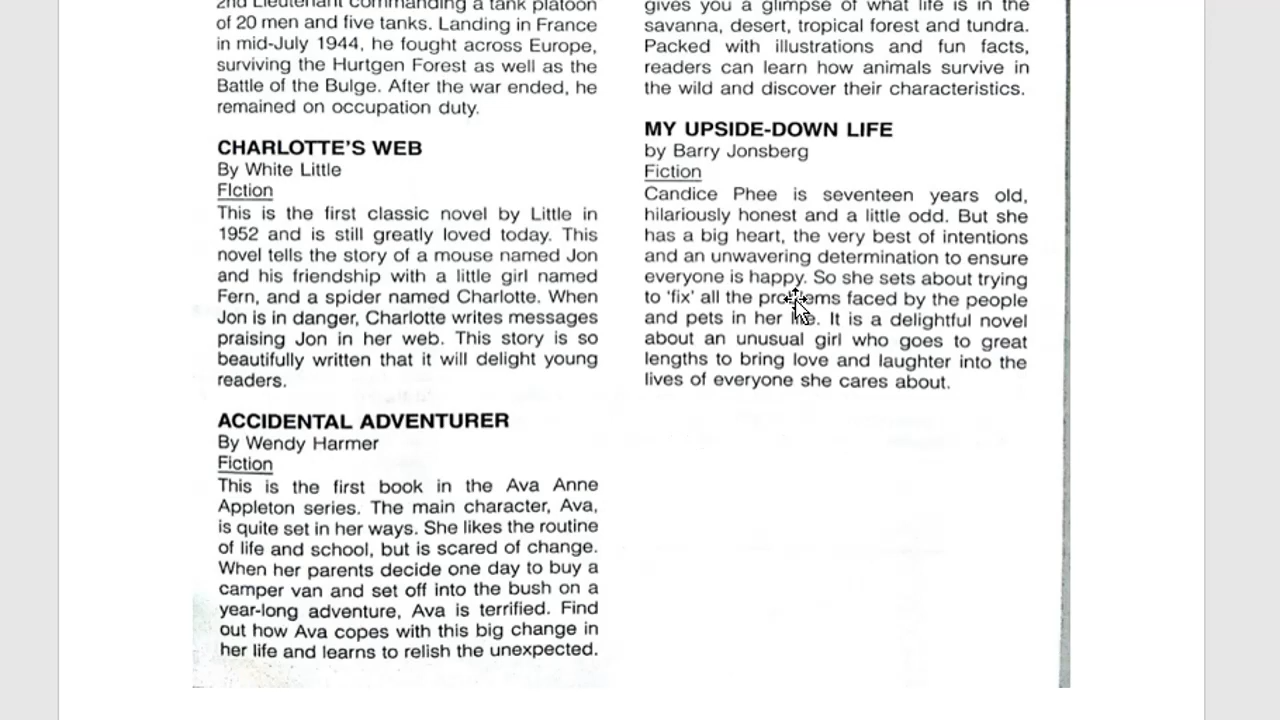 2nd Lieutenant commanding a tank platoon
of 20 men and five tanks. Landing in France
in mid-July 1944, he fought across Europe,
surviving the Hurtgen Forest as well as the
Battle of the Bulge. After the war ended, he
remained on occupation duty.
CHARLOTTE'S WEB
By White Little
FIction
This is the first classic novel by Little in
1952 and is still greatly loved today. This
novel tells the story of a mouse named Jon
and his friendship with a little girl named
Fern, and a spider named Charlotte. When
Jon is in danger, Charlotte writes messages
praising Jon in her web. This story is so
beautifully written that it will delight young
readers.
ACCIDENTAL ADVENTURER
By Wendy Harmer
Fiction
This is the first book in the Ava Anne
Appleton series. The main character, Ava,
is quite set in her ways. She likes the routine
of life and school, but is scared of change.
When her parents decide one day to buy a
camper van and set off into the bush on a
year-long adventure, Ava is terrified. Find
out how Ava copes with this big change in
her life and learns to relish the unexpected.
gives you a glimpse of what life is in the
savanna, desert, tropical forest and tundra.
Packed with illustrations and fun facts,
readers can learn how animals survive in
the wild and discover their characteristics.
MY UPSIDE-DOWN LIFE
by Barry Jonsberg
Fiction
Candice Phee is seventeen years old,
hilariously honest and a little odd. But she
has a big heart, the very best of intentions
and an unwavering determination to ensure
everyone is happy. So she sets about trying
to 'fix' all the problems faced by the people
and pets in her life. It is a delightful novel
about an unusual girl who goes to great
lengths to bring love and laughter into the
lives of everyone she cares about.